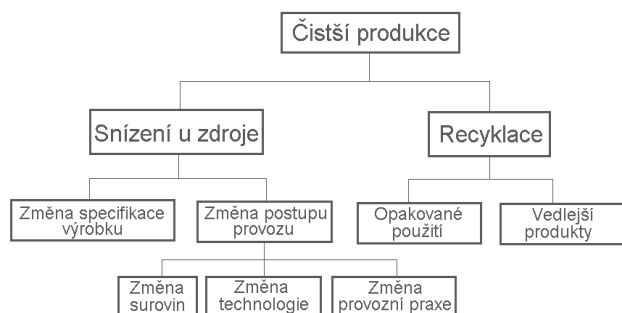 Čistší produkce
Snízení u zdroje
Recyklace
Změna specifikace
výrobku
Změna postupu
provozu
Opakované
použití
Vedlejší
produkty
Změna
surovin
Změna
technologie
Změna
provozní praxe